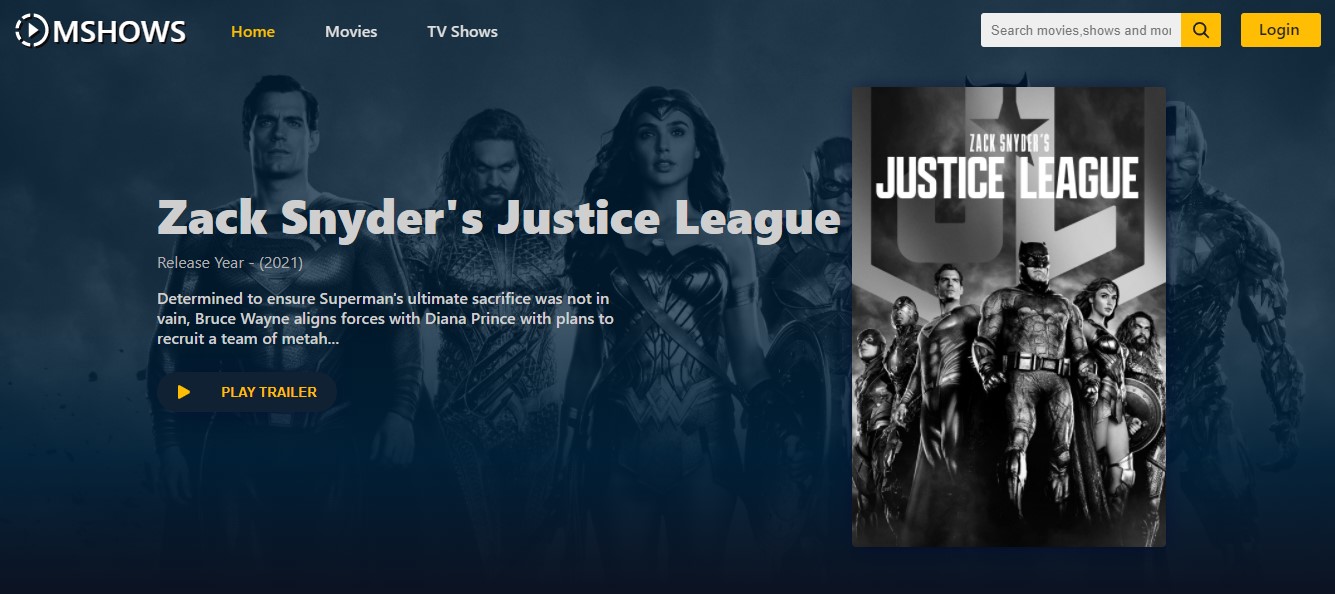 MSHOWS
Home
Movies
TV Shows
Search movies,shows and mor
Login
Zack Snyder's Justice League
Release Year - (2021)
Determined to ensure Superman's ultimate sacrifice was not in
vain, Bruce Wayne aligns forces with Diana Prince with plans to
recruit a team of metah...
PLAY TRAILER
ZACK SNYDER'S
JUSTICE LEAGUE
JL